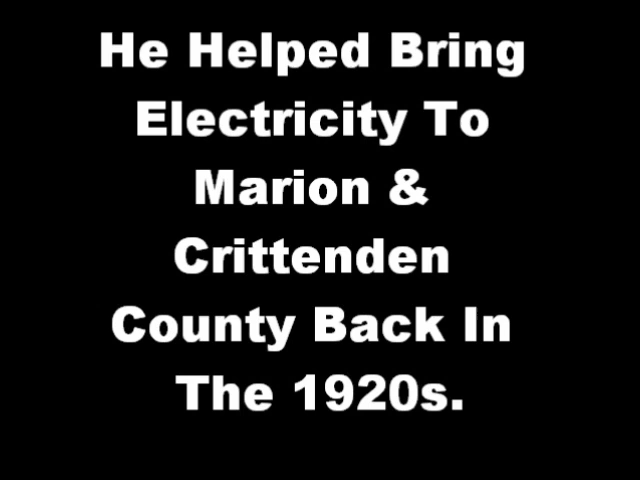 He Helped Bring
Electricity To
Marion &
Crittenden
County Back In
The 1920s.